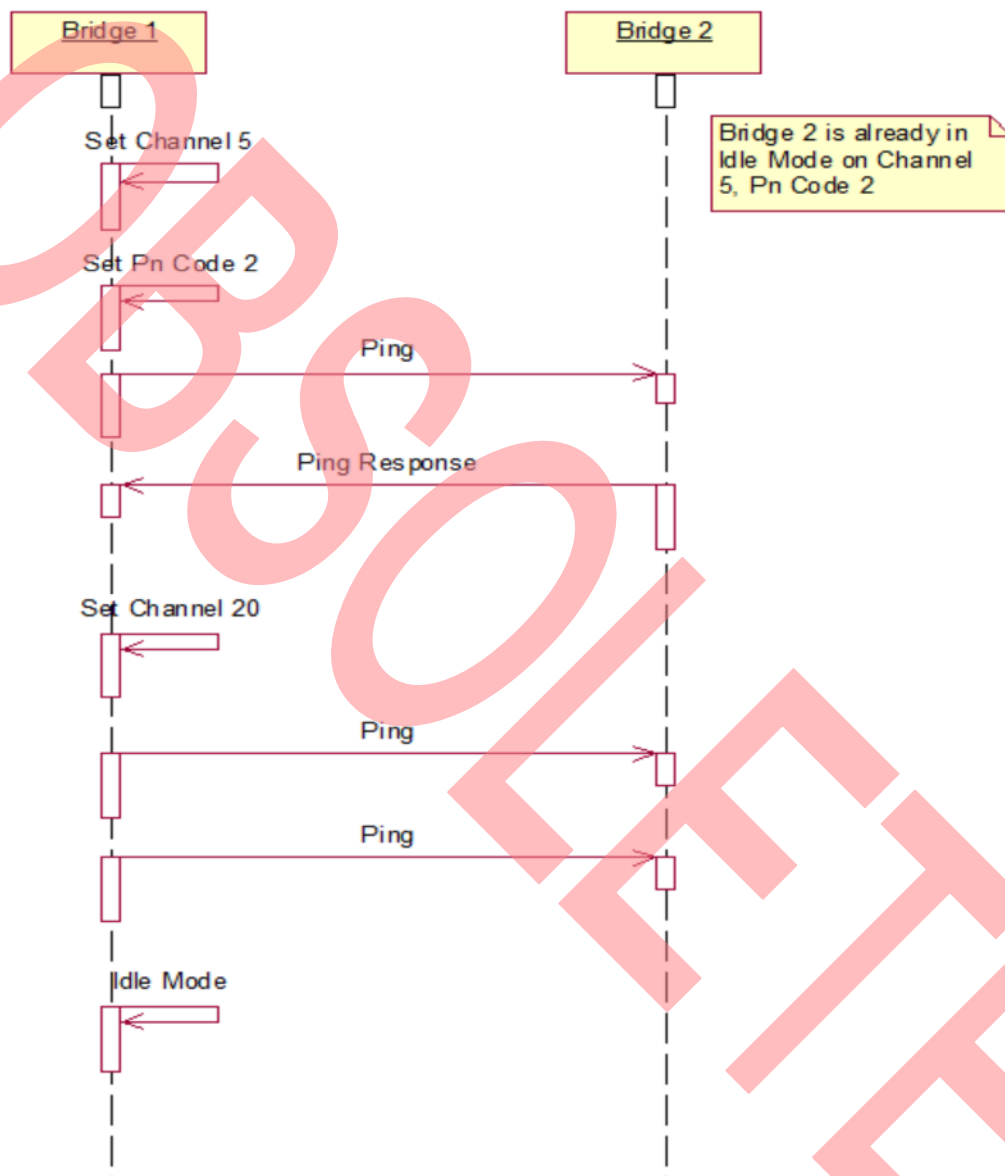 Bridge 1
Bridge 2
Set Channel 5
Bridge 2 is already in
Idle Mode on Channel
5, Pn Code 2
Set Pn Code 2
Ping
Ping Response
Set Channel 20
Ping
Ping
Idle Mode
OBSOLETE